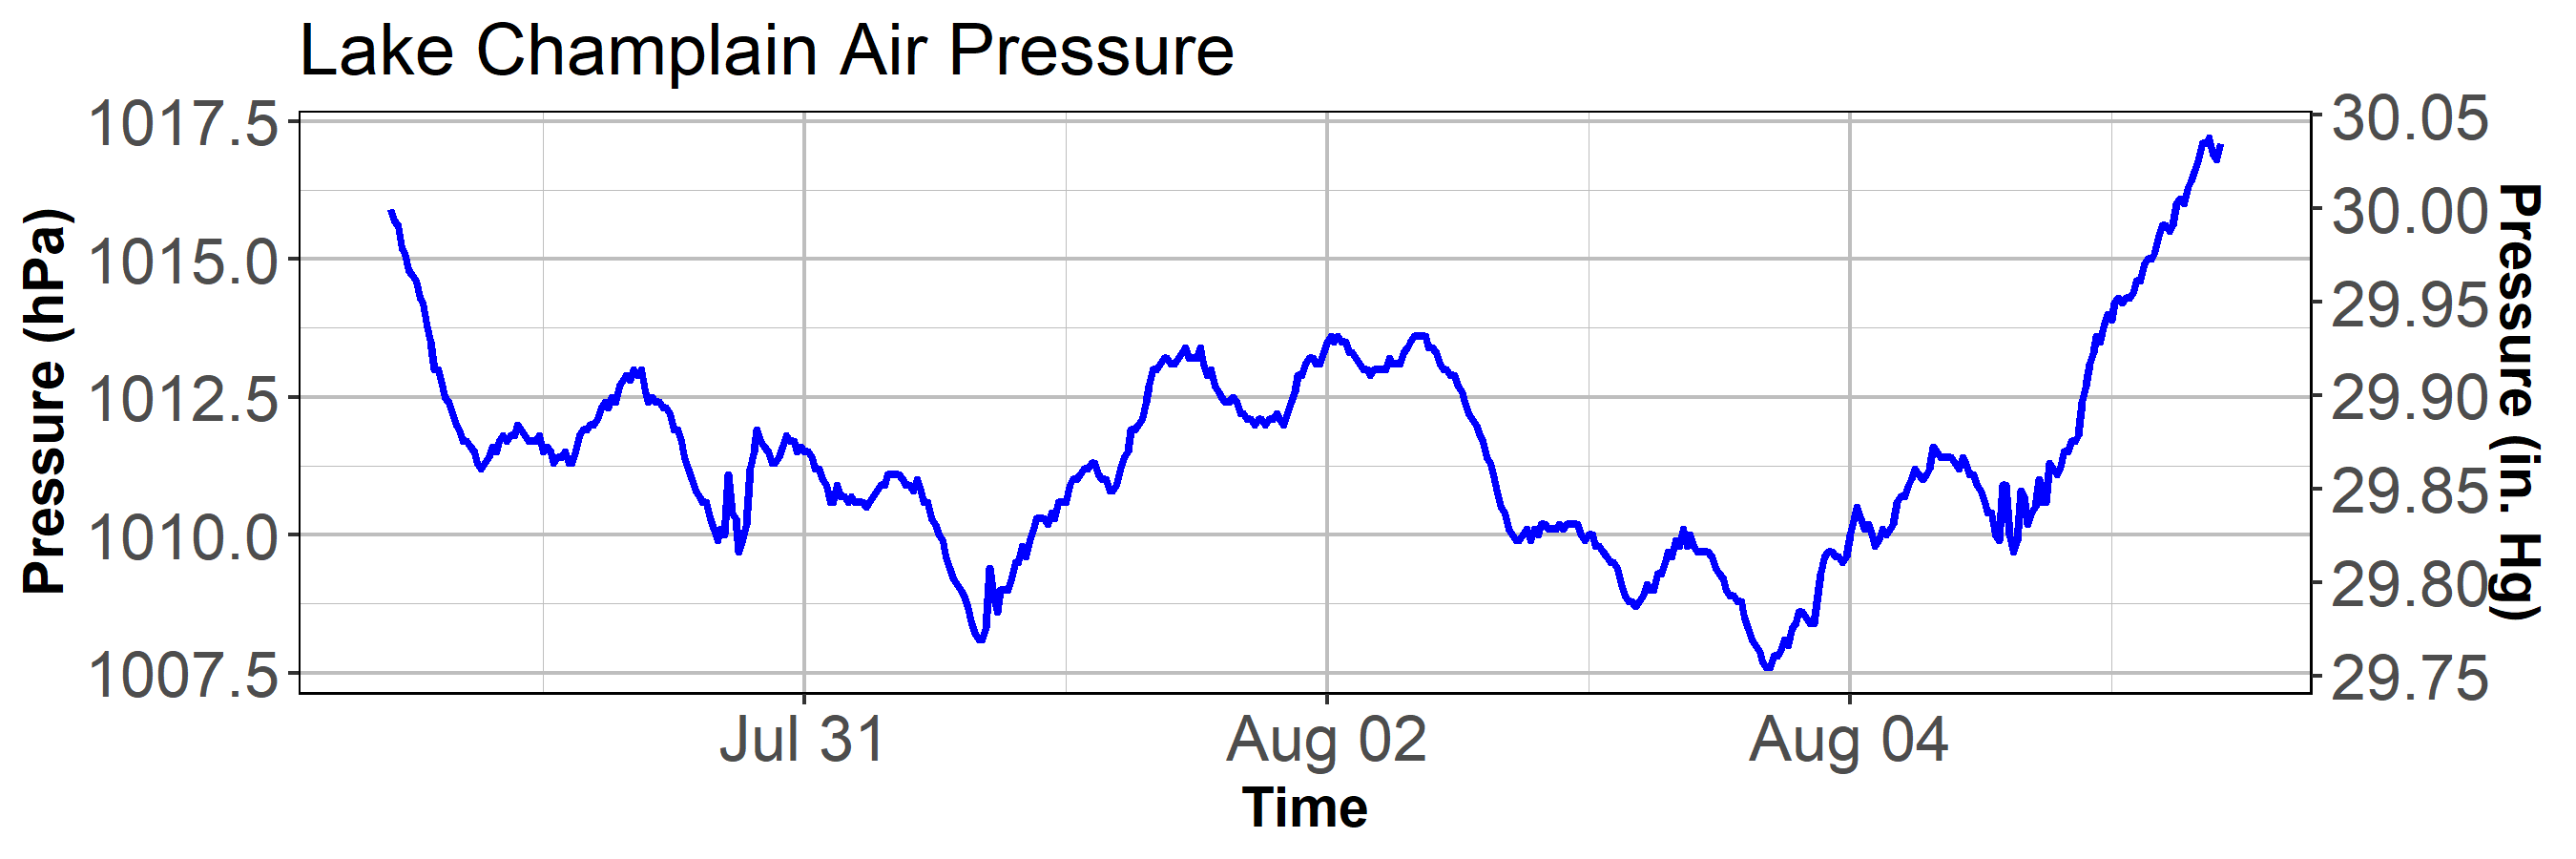 Lake Champlain Air Pressure
1017.5
1015.0
1012.5
1010.0
1007.5
Pressure (hPa)
30.05
30.00
29.95
29.90
29.85
29.80
29.75
Pressure (in. Hg)
Jul 31
Aug 02
Aug 04
Time